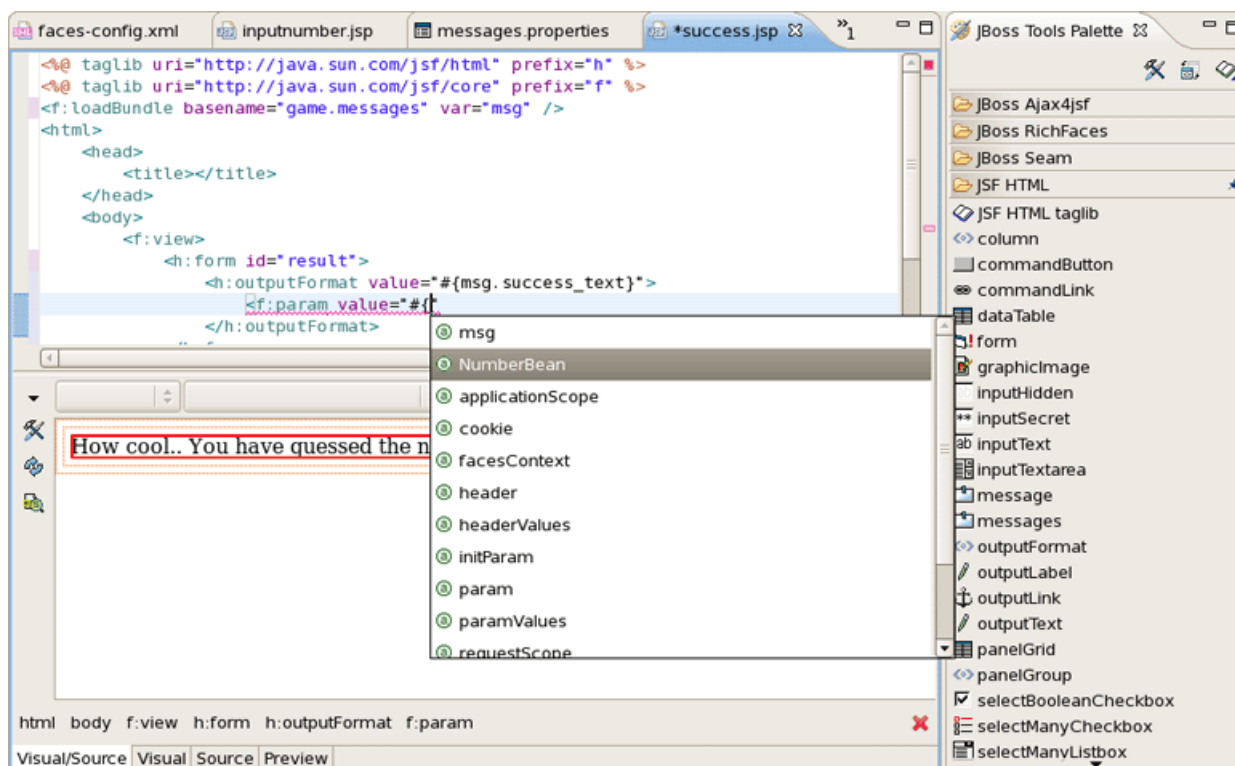 faces-config.xml inputnumber.jsp messages.properties *success.jsp »1 JBoss Tools Palette
<%@ taglib uri="http://java.sun.com/jsf/html" prefix="h" %>
<%@ taglib uri="http://java.sun.com/jsf/core" prefix="f" %>
<f:loadBundle basename="game.messages" var="msg" />
<html>
<head>
<title></title>
</head>
<body>
<f:view>
<h:form id="result">
<h:outputFormat value="#{msg.success_text}">
<f:param value="#{"
</h:outputFormat>
msg
NumberBean
applicationScope
cookie
facesContext
header
headerValues
initParam
param
paramValues
requestScope
How cool.. You have quessed the n
html body f:view h:form h:outputFormat f:param
Visual/Source Visual Source Preview
JBoss Ajax4jsf
JBoss RichFaces
JBoss Seam
JSF HTML
JSF HTML taglib
column
commandButton
commandLink
dataTable
form
graphicImage
inputHidden
inputSecret
inputText
inputTextarea
message
messages
outputFormat
outputLabel
outputLink
outputText
panelGrid
panelGroup
selectBooleanCheckbox
selectManyCheckbox
selectManyListbox